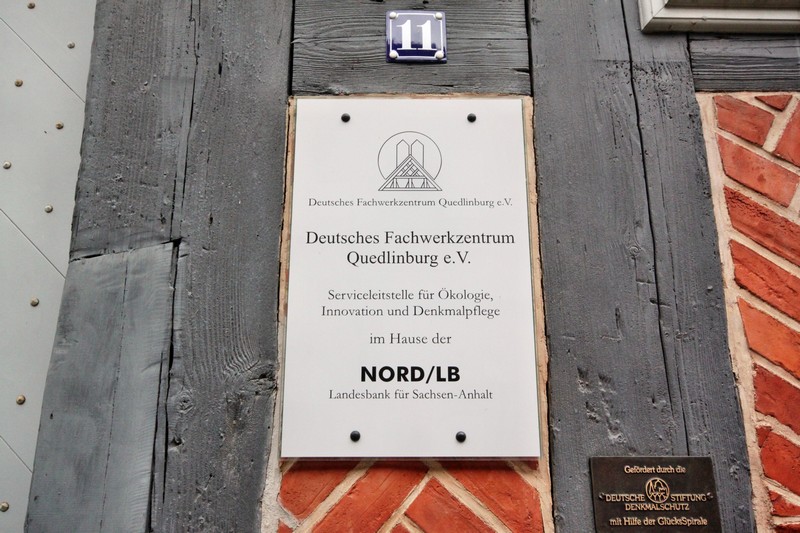 11
Deutsches Fachwerkzentrum Quedlinburg e.V.
Deutsches Fachwerkzentrum
Quedlinburg e.V.
Serviceleitstelle für Ökologie,
Innovation und Denkmalpflege
im Hause der
NORD/LB
Landesbank für Sachsen-Anhalt
Gefördert durch die
DEUTSCHE STIFTUNG
DENKMALSCHUTZ
mit Hilfe der GlücksSpirale